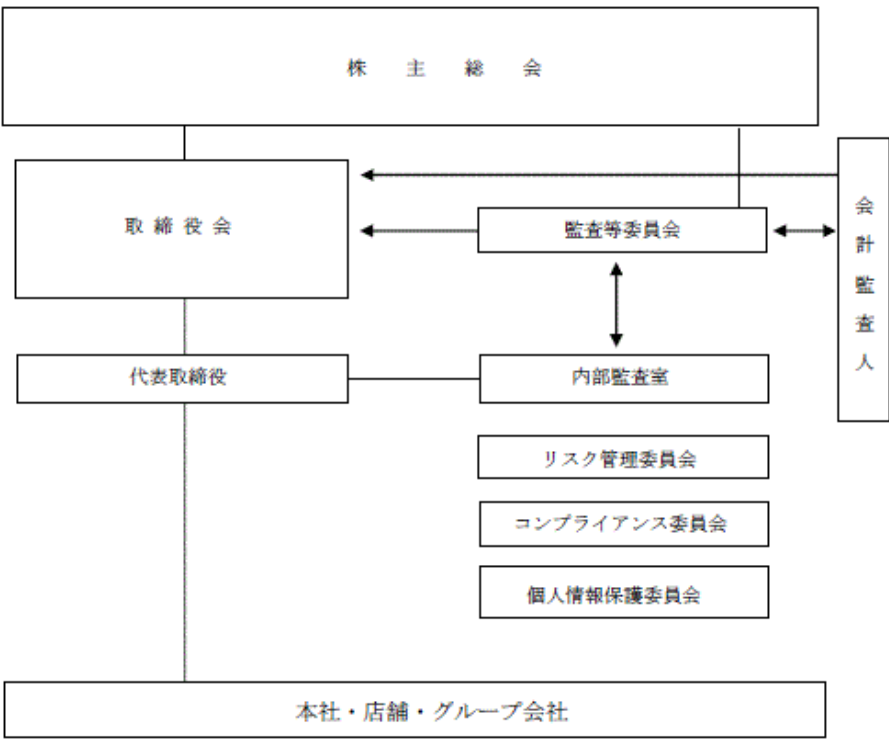 株 主 総 会
取 締 役 会
監査等委員会
会計監査人
代表取締役
内部監査室
リスク管理委員会
コンプライアンス委員会
個人情報保護委員会
本社・店舗・グループ会社